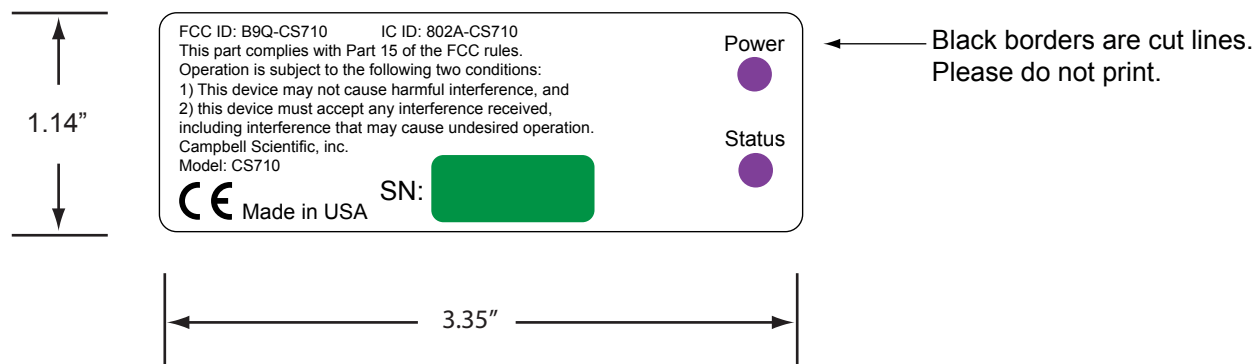 FCC ID: B9Q-CS710 IC ID: 802A-CS710
This part complies with Part 15 of the FCC rules.
Operation is subject to the following two conditions:
1) This device may not cause harmful interference, and
2) this device must accept any interference received,
including interference that may cause undesired operation.
Campbell Scientific, inc.
Model: CS710
CE Made in USA
SN:
Power
Status
Black borders are cut lines.
Please do not print.
1.14”
3.35”